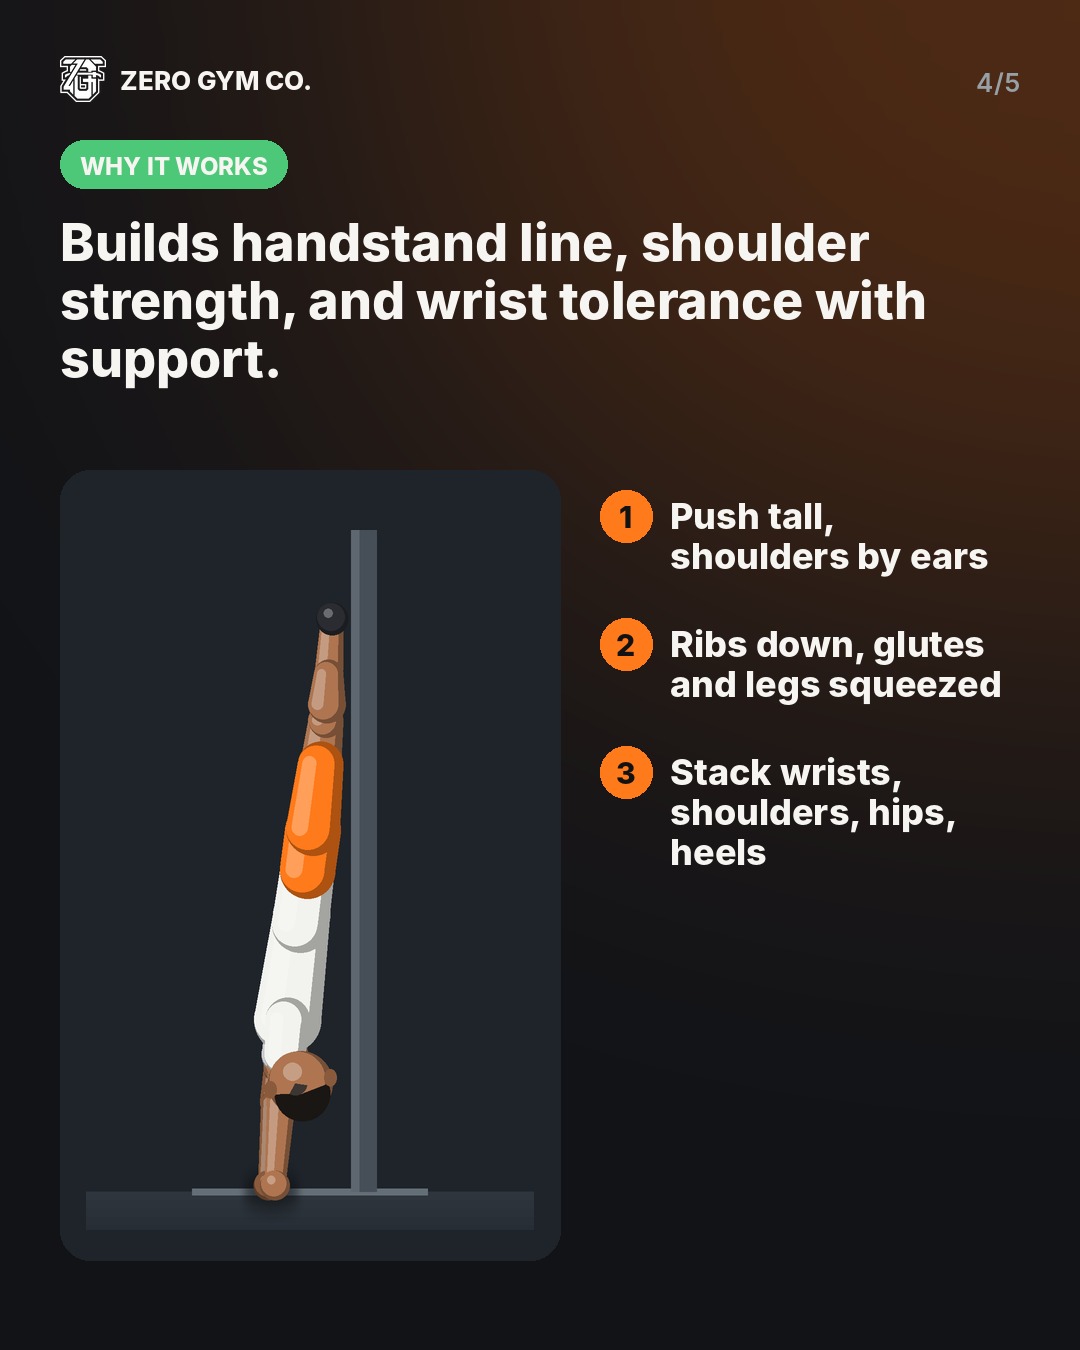 ZERO GYM CO.
4/5
WHY IT WORKS
Builds handstand line, shoulder
strength, and wrist tolerance with
support.
1 Push tall,
shoulders by ears
2 Ribs down, glutes
and legs squeezed
3 Stack wrists,
shoulders, hips,
heels